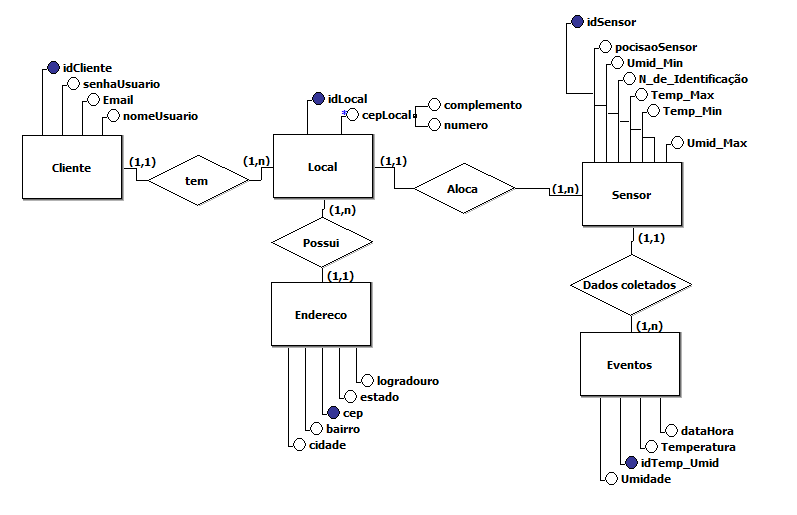 idSensor
pocisaoSensor
Umid_Min
N_de_Identificação
Temp_Max
Temp_Min
Umid_Max
idCliente
senhaUsuario
Email
nomeUsuario
idLocal
*
cepLocal
complemento
numero
Cliente
(1,1)
tem
(1,n)
Local
(1,1)
Aloca
(1,n)
Sensor
(1,n)
Possui
(1,1)
(1,1)
Dados coletados
(1,n)
Endereco
Eventos
logradouro
estado
cep
bairro
cidade
dataHora
Temperatura
idTemp_Umid
Umidade